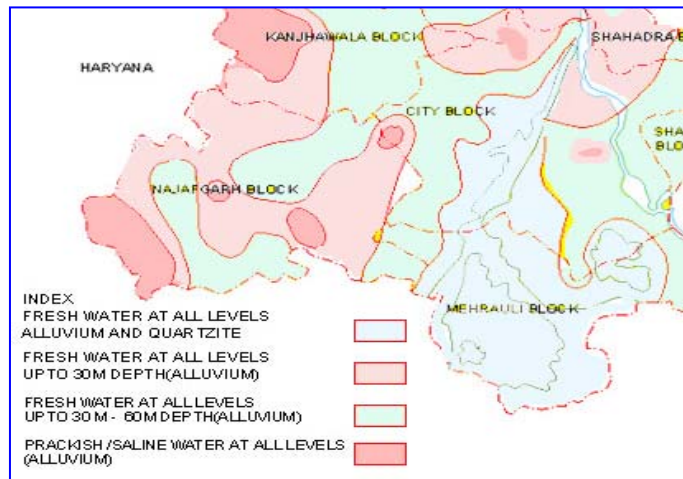 KANJHAWALA BLOCK
SHAHADRA B
HARYANA
CITY BLOCK
SHA
BLO
NAJAFGARH BLOCK
MEHRAULI BLOCK
INDEX
FRESH WATER AT ALL LEVELS
ALLUVIUM AND QUARTZITE
FRESH WATER AT ALL LEVELS
UPTO 30M DEPTH(ALLUVIUM)
FRESH WATER AT ALL LEVELS
UPTO 30M - 60M DEPTH(ALLUVIUM)
PRACKISH/SALINE WATER AT ALL LEVELS
(ALLUVIUM)